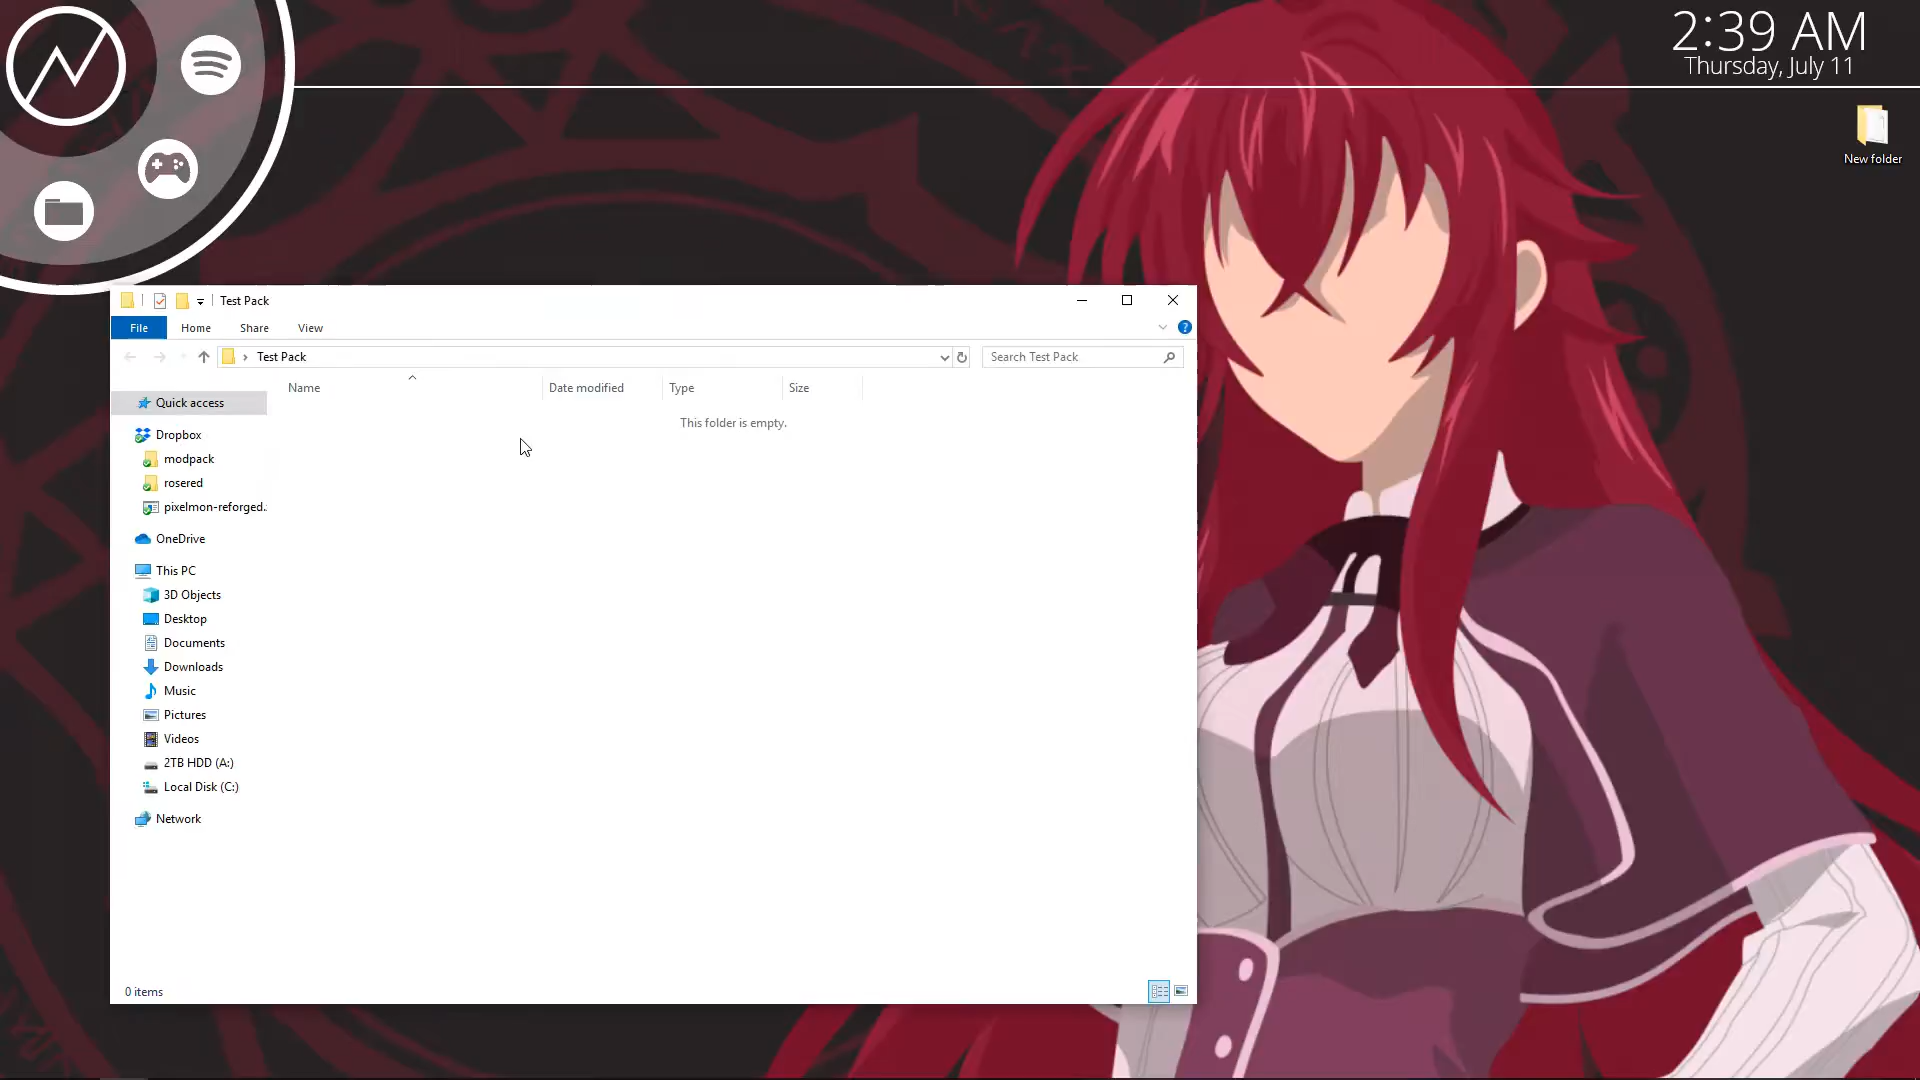 2:39 AM
Thursday, July 11
New folder
Test Pack
File Home Share View
Test Pack
Search Test Pack
Name Date modified Type Size
This folder is empty.
Quick access
Dropbox
modpack
rosered
pixelmon-reforged.
OneDrive
This PC
3D Objects
Desktop
Documents
Downloads
Music
Pictures
Videos
2TB HDD (A:)
Local Disk (C:)
Network
0 items